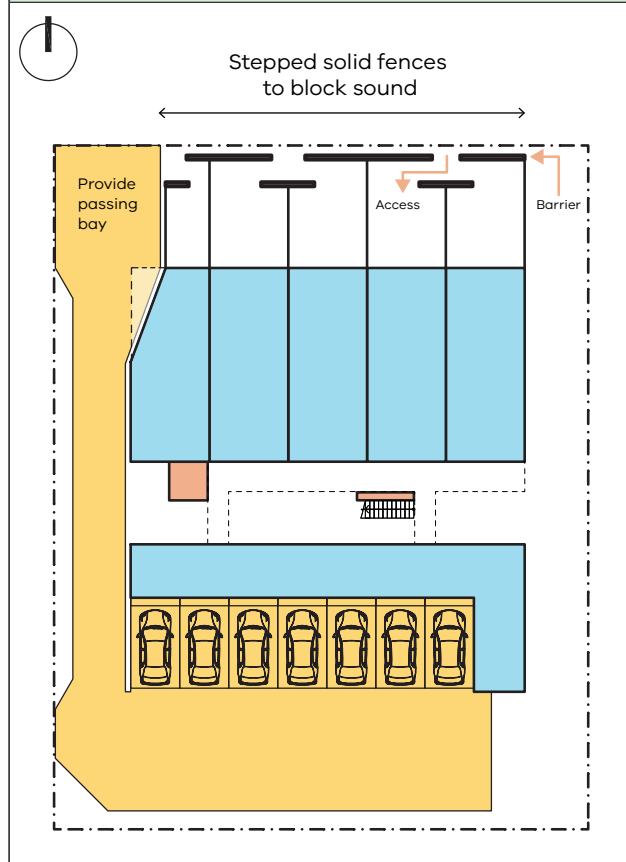 Stepped solid fences
to block sound
Provide
passing
bay
Access
Barrier